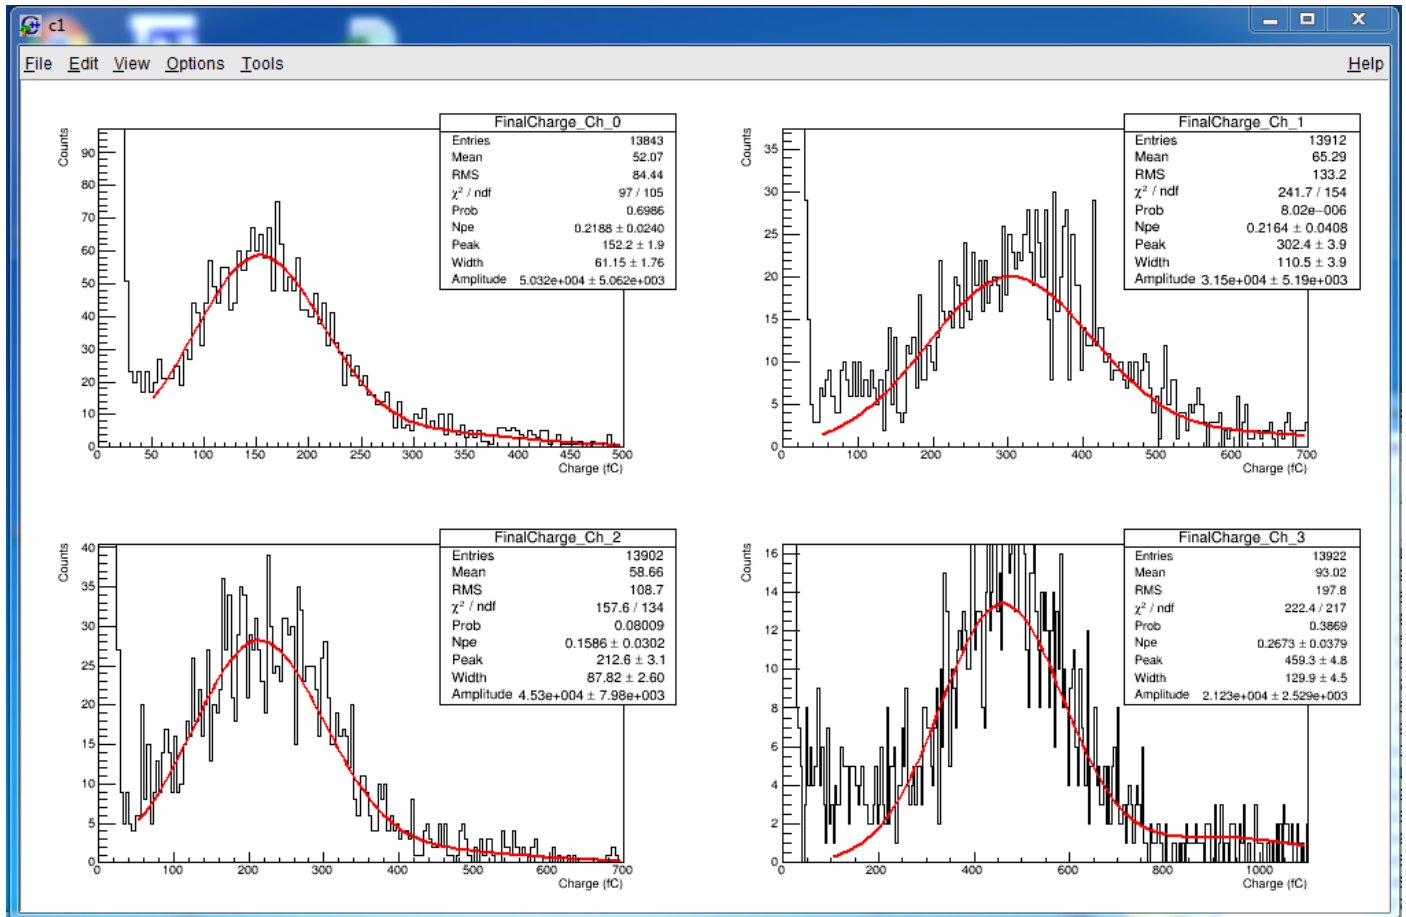 c1
File Edit View Options Tools Help
FinalCharge_Ch_0
Entries 13843
Mean 52.07
RMS 84.44
χ² / ndf 97 / 105
Prob 0.6986
Npe 0.2188 ± 0.0240
Peak 152.2 ± 1.9
Width 61.15 ± 1.76
Amplitude 5.032e+004 ± 5.062e+003
Counts
90
80
70
60
50
40
30
20
10
0
0 50 100 150 200 250 300 350 400 450 500
Charge (fC)
FinalCharge_Ch_1
Entries 13912
Mean 65.29
RMS 133.2
χ² / ndf 241.7 / 154
Prob 8.02e−006
Npe 0.2164 ± 0.0408
Peak 302.4 ± 3.9
Width 110.5 ± 3.9
Amplitude 3.15e+004 ± 5.19e+003
Counts
35
30
25
20
15
10
5
0
0 100 200 300 400 500 600 700
Charge (fC)
FinalCharge_Ch_2
Entries 13902
Mean 58.66
RMS 108.7
χ² / ndf 157.6 / 134
Prob 0.08009
Npe 0.1586 ± 0.0302
Peak 212.6 ± 3.1
Width 87.82 ± 2.60
Amplitude 4.53e+004 ± 7.98e+003
Counts
40
35
30
25
20
15
10
5
0
0 100 200 300 400 500 600 700
Charge (fC)
FinalCharge_Ch_3
Entries 13922
Mean 93.02
RMS 197.8
χ² / ndf 222.4 / 217
Prob 0.3869
Npe 0.2673 ± 0.0379
Peak 459.3 ± 4.8
Width 129.9 ± 4.5
Amplitude 2.123e+004 ± 2.529e+003
Counts
16
14
12
10
8
6
4
2
0
0 200 400 600 800 1000
Charge (fC)